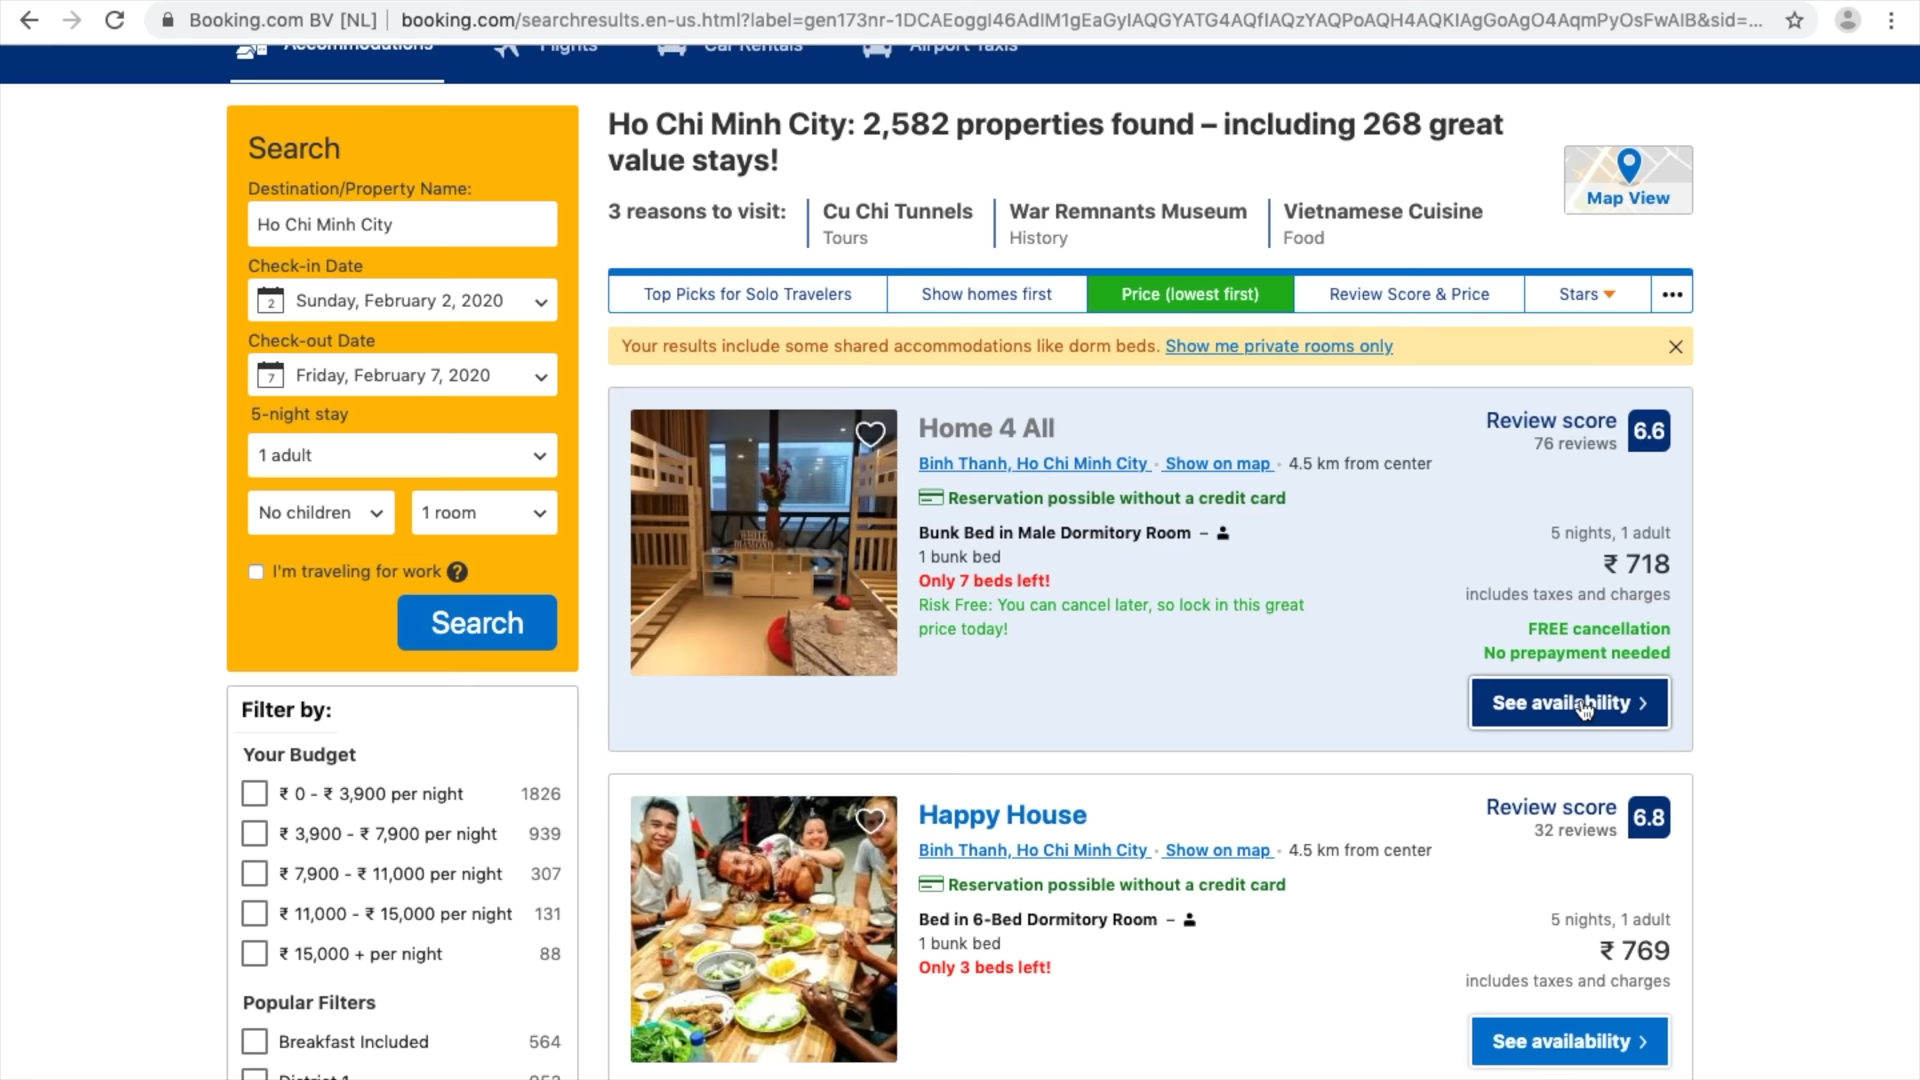 Booking.com BV [NL] | booking.com/searchresults.en-us.html?label=gen173nr-1DCAEoggI46AdIM1gEaGyIAQGYATG4AQfIAQzYAQPoAQH4AQKIAgGoAgO4AqmPyOsFwAIB&sid=...
Accommodations
Flights
Car Rentals
Airport Taxis
Search
Destination/Property Name:
Ho Chi Minh City
Check-in Date
2
Sunday, February 2, 2020
Check-out Date
7
Friday, February 7, 2020
5-night stay
1 adult
No children
1 room
I'm traveling for work ?
Search
Filter by:
Your Budget
₹ 0 - ₹ 3,900 per night 1826
₹ 3,900 - ₹ 7,900 per night 939
₹ 7,900 - ₹ 11,000 per night 307
₹ 11,000 - ₹ 15,000 per night 131
₹ 15,000 + per night 88
Popular Filters
Breakfast Included 564
District 1
Ho Chi Minh City: 2,582 properties found – including 268 great
value stays!
Map View
3 reasons to visit:
Cu Chi Tunnels
Tours
War Remnants Museum
History
Vietnamese Cuisine
Food
Top Picks for Solo Travelers
Show homes first
Price (lowest first)
Review Score & Price
Stars
•••
Your results include some shared accommodations like dorm beds. Show me private rooms only
Home 4 All
Binh Thanh, Ho Chi Minh City · Show on map · 4.5 km from center
Reservation possible without a credit card
Bunk Bed in Male Dormitory Room –
1 bunk bed
Only 7 beds left!
Risk Free: You can cancel later, so lock in this great
price today!
Review score
76 reviews
6.6
5 nights, 1 adult
₹ 718
includes taxes and charges
FREE cancellation
No prepayment needed
See availability
WHITE
DIAMOND
Happy House
Binh Thanh, Ho Chi Minh City · Show on map · 4.5 km from center
Reservation possible without a credit card
Bed in 6-Bed Dormitory Room –
1 bunk bed
Only 3 beds left!
Review score
32 reviews
6.8
5 nights, 1 adult
₹ 769
includes taxes and charges
See availability